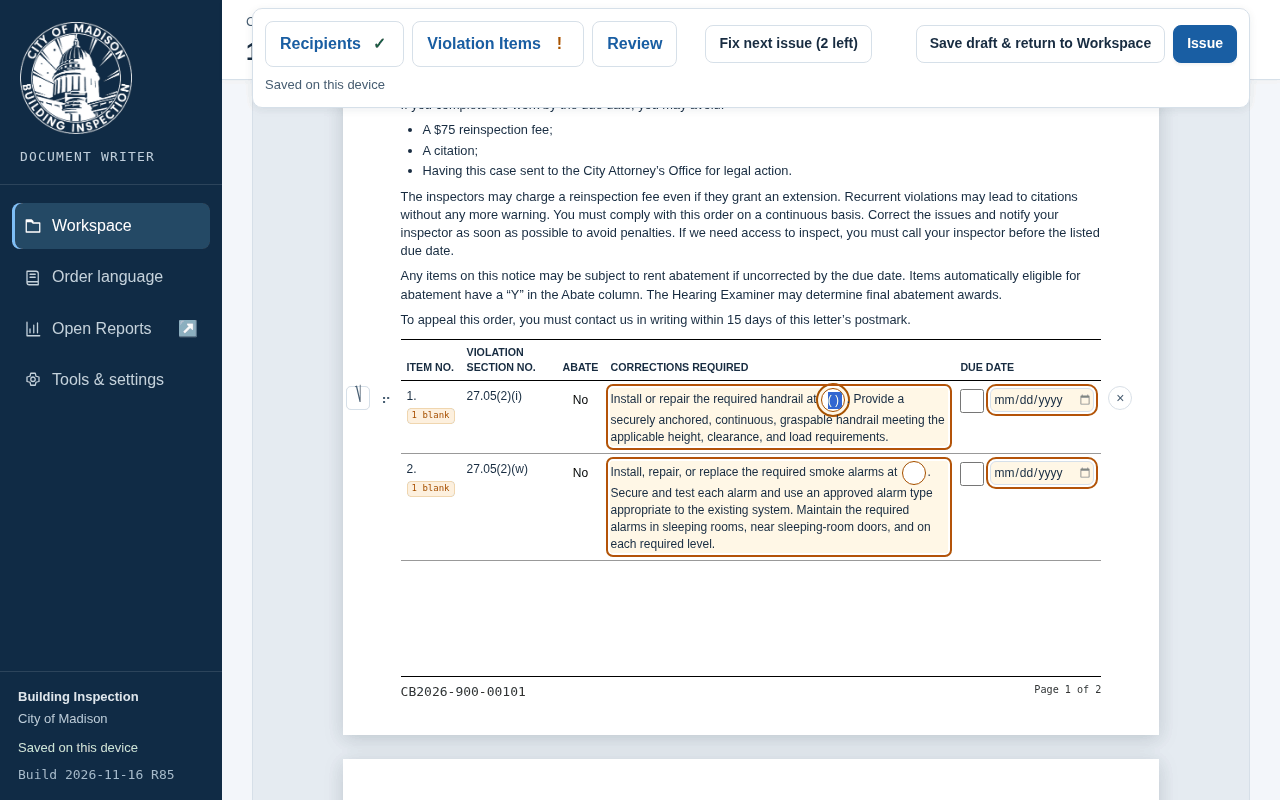 CITY OF MADISON
BUILDING INSPECTION
DOCUMENT WRITER
Workspace
Order language
Open Reports
Tools & settings
Building Inspection
City of Madison
Saved on this device
Build 2026-11-16 R85
Recipients ✓
Violation Items !
Review
Fix next issue (2 left)
Save draft & return to Workspace
Issue
Saved on this device
If you complete the work by the due date, you may avoid:
• A $75 reinspection fee;
• A citation;
• Having this case sent to the City Attorney’s Office for legal action.
The inspectors may charge a reinspection fee even if they grant an extension. Recurrent violations may lead to citations
without any more warning. You must comply with this order on a continuous basis. Correct the issues and notify your
inspector as soon as possible to avoid penalties. If we need access to inspect, you must call your inspector before the listed
due date.
Any items on this notice may be subject to rent abatement if uncorrected by the due date. Items automatically eligible for
abatement have a “Y” in the Abate column. The Hearing Examiner may determine final abatement awards.
To appeal this order, you must contact us in writing within 15 days of this letter’s postmark.
ITEM NO. VIOLATION SECTION NO. ABATE CORRECTIONS REQUIRED DUE DATE
1. 27.05(2)(i) No Install or repair the required handrail at ( ). Provide a mm/dd/yyyy ×
1 blank securely anchored, continuous, graspable handrail meeting the
applicable height, clearance, and load requirements.
2. 27.05(2)(w) No Install, repair, or replace the required smoke alarms at . mm/dd/yyyy
1 blank Secure and test each alarm and use an approved alarm type
appropriate to the existing system. Maintain the required
alarms in sleeping rooms, near sleeping-room doors, and on
each required level.
CB2026-900-00101 Page 1 of 2